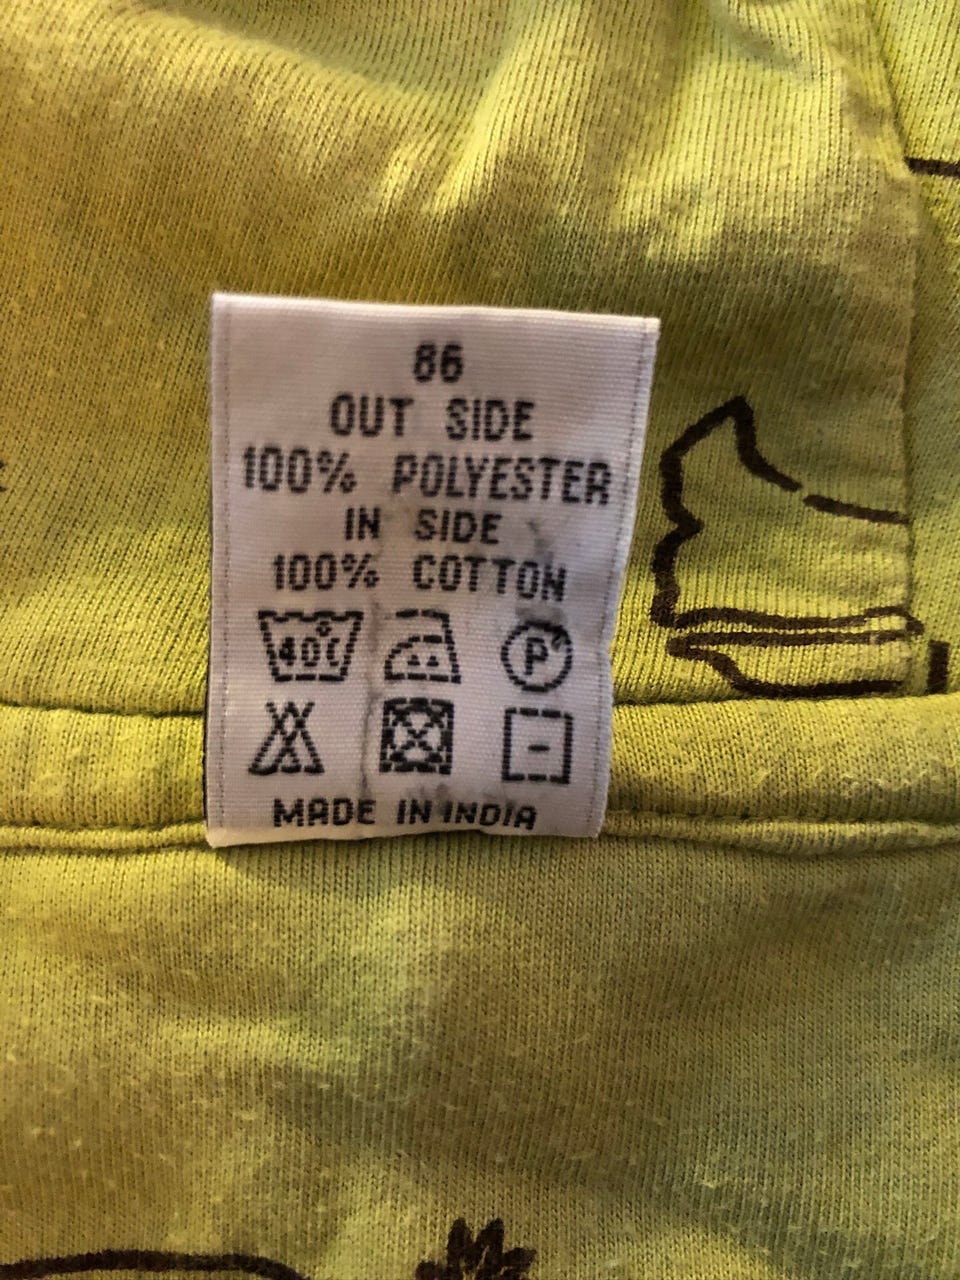 86
OUT SIDE
100% POLYESTER
IN SIDE
100% COTTON
40°C
P
MADE IN INDIA